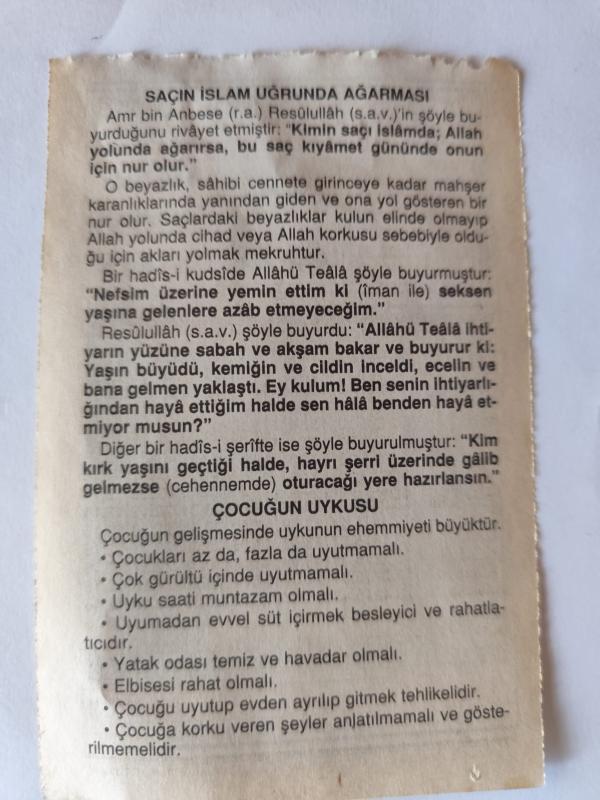 SAÇIN İSLAM UĞRUNDA AĞARMASI
Amr bin Anbese (r.a.) Resûlullâh (s.a.v.)'in şöyle bu-
yurduğunu rivâyet etmiştir: "Kimin saçı İslâmda; Allah
yolunda ağarırsa, bu saç kıyâmet gününde onun
için nur olur."
O beyazlık, sâhibi cennete girinceye kadar mahşer
karanlıklarında yanından giden ve ona yol gösteren bir
nur olur. Saçlardaki beyazlıklar kulun elinde olmayıp
Allah yolunda cihad veya Allah korkusu sebebiyle oldu-
ğu için akları yolmak mekruhtur.
Bir hadîs-i kudsîde Allâhü Teâlâ şöyle buyurmuştur:
"Nefsim üzerine yemin ettim ki (îman ile) seksen
yaşına gelenlere azâb etmeyeceğim."
Resûlullâh (s.a.v.) şöyle buyurdu: "Allâhü Teâlâ ihti-
yarın yüzüne sabah ve akşam bakar ve buyurur ki:
Yaşın büyüdü, kemiğin ve cildin inceldi, ecelin ve
bana gelmen yaklaştı. Ey kulum! Ben senin ihtiyarlı-
ğından hayâ ettiğim halde sen hâlâ benden hayâ et-
miyor musun?"
Diğer bir hadîs-i şerîfte ise şöyle buyurulmuştur: "Kim
kırk yaşını geçtiği halde, hayrı şerri üzerinde gâlib
gelmezse (cehennemde) oturacağı yere hazırlansın."
ÇOCUĞUN UYKUSU
Çocuğun gelişmesinde uykunun ehemmiyeti büyüktür.
• Çocukları az da, fazla da uyutmamalı.
• Çok gürültü içinde uyutmamalı.
• Uyku saati muntazam olmalı.
• Uyumadan evvel süt içirmek besleyici ve rahatla-
tıcıdır.
• Yatak odası temiz ve havadar olmalı.
• Elbisesi rahat olmalı.
• Çocuğu uyutup evden ayrılıp gitmek tehlikelidir.
• Çocuğa korku veren şeyler anlatılmamalı ve göste-
rilmemelidir.